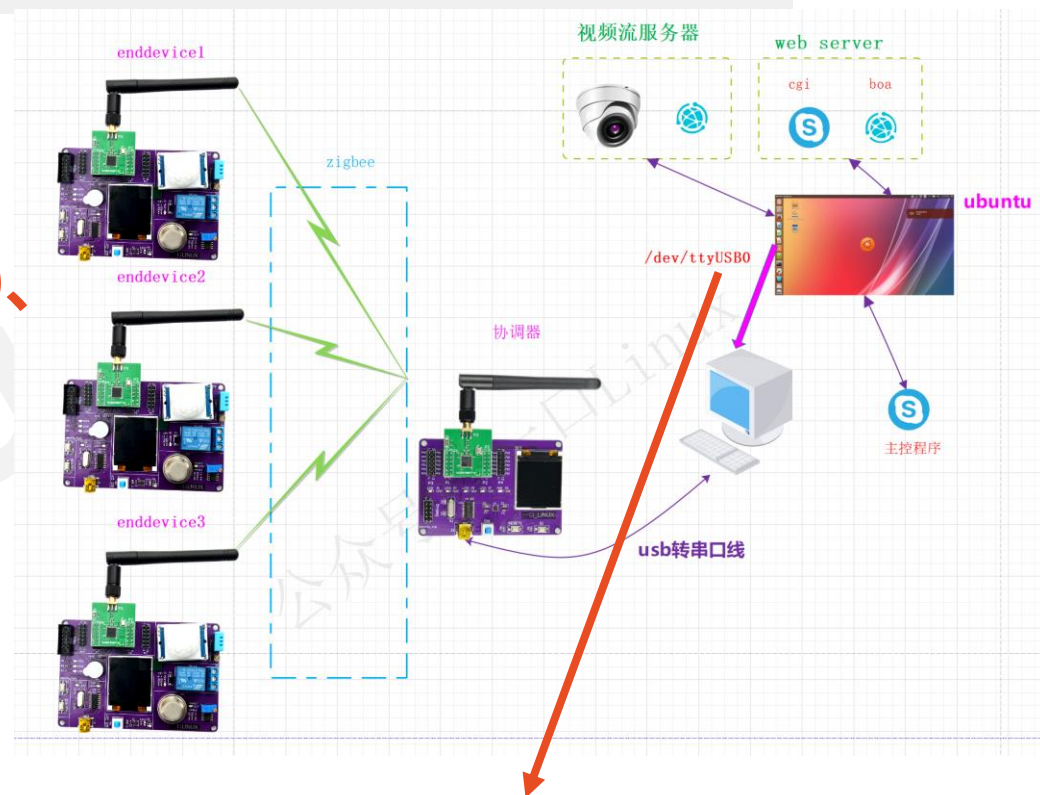 enddevice1
视频流服务器
web server
cgi
boa
zigbee
ubuntu
/dev/ttyUSB0
enddevice2
协调器
主控程序
enddevice3
usb转串口线